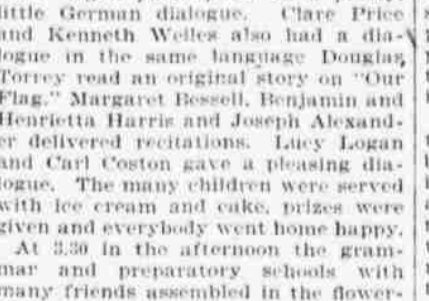 little German dialogue. Clare Price
and Kenneth Welles also had a dia-
logue in the same language Douglas
Torrey read an original story on "Our
Flag." Margaret Bessell, Benjamin and
Henrietta Harris and Joseph Alexand-
er delivered recitations. Lucy Logan
and Carl Coston gave a pleasing dia-
logue. The many children were served
with ice cream and cake, prizes were
given and everybody went home happy.
At 3.30 in the afternoon the gram-
mar and preparatory schools with
many friends assembled in the flower-